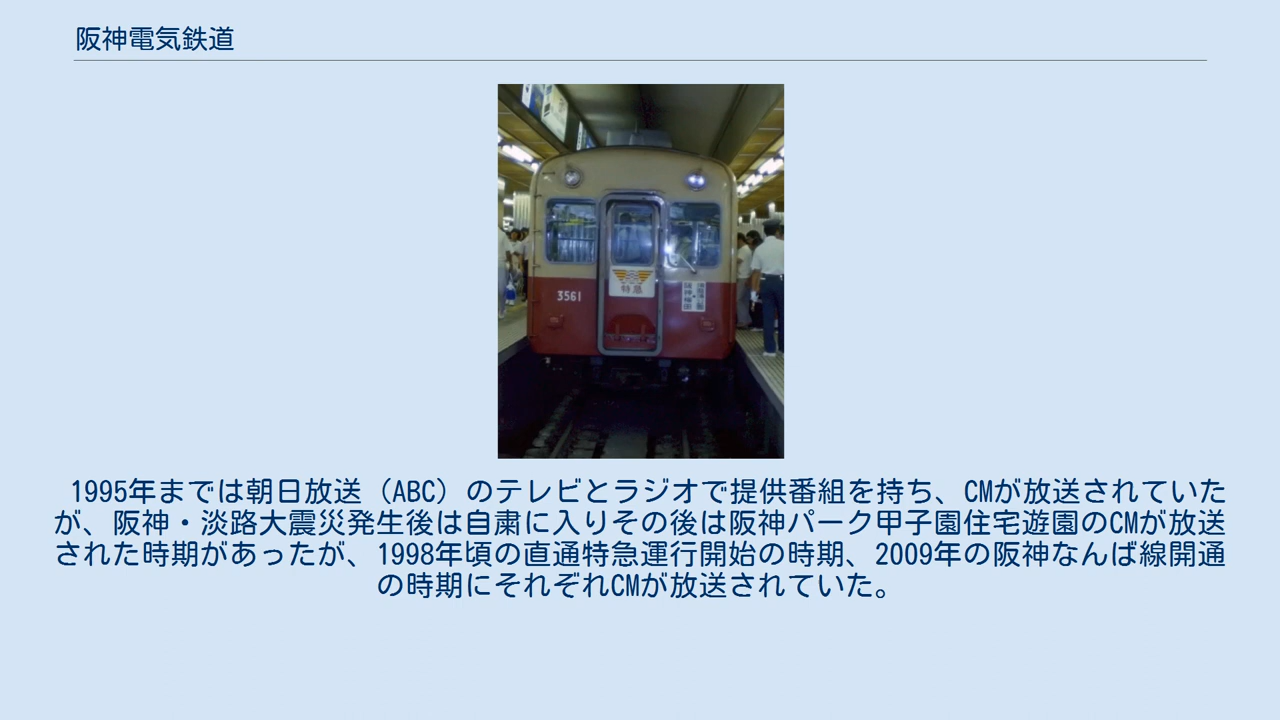 阪神電気鉄道
3561
特急
1995年までは朝日放送（ABC）のテレビとラジオで提供番組を持ち、CMが放送されていた
が、阪神・淡路大震災発生後は自粛に入りその後は阪神パーク甲子園住宅遊園のCMが放送
された時期があったが、1998年頃の直通特急運行開始の時期、2009年の阪神なんば線開通
の時期にそれぞれCMが放送されていた。